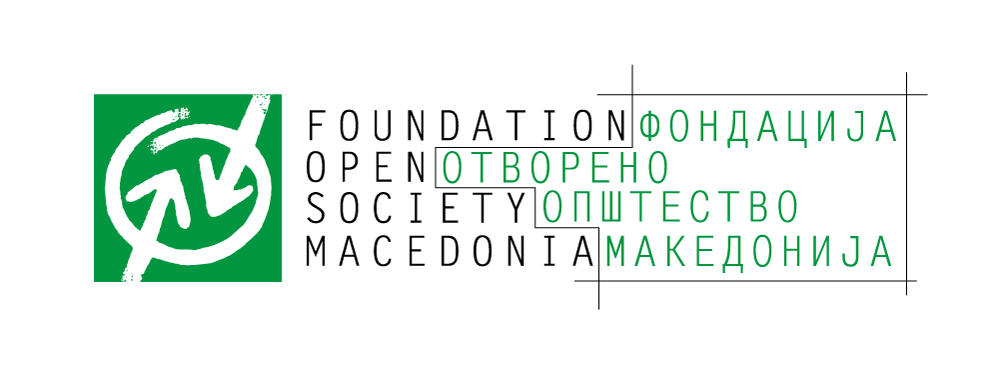 FOUNDATION ФОНДАЦИЈА
OPEN ОТВОРЕНО
SOCIETY ОПШТЕСТВО
MACEDONIA МАКЕДОНИЈА